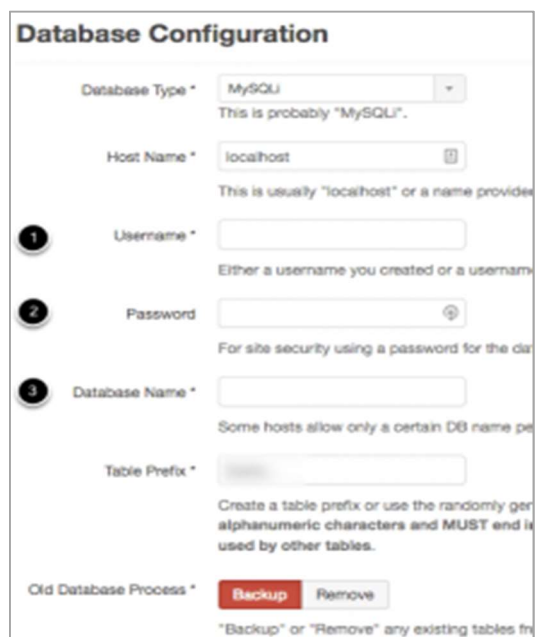 Database Configuration
Database Type * MySQLi
This is probably "MySQLi".
Host Name * localhost
This is usually "localhost" or a name provider
1 Username *
Either a username you created or a usernam
2 Password
For site security using a password for the dat
3 Database Name *
Some hosts allow only a certain DB name pe
Table Prefix *
Create a table prefix or use the randomly ger
alphanumeric characters and MUST end i
used by other tables.
Old Database Process * Backup Remove
"Backup" or "Remove" any existing tables fr